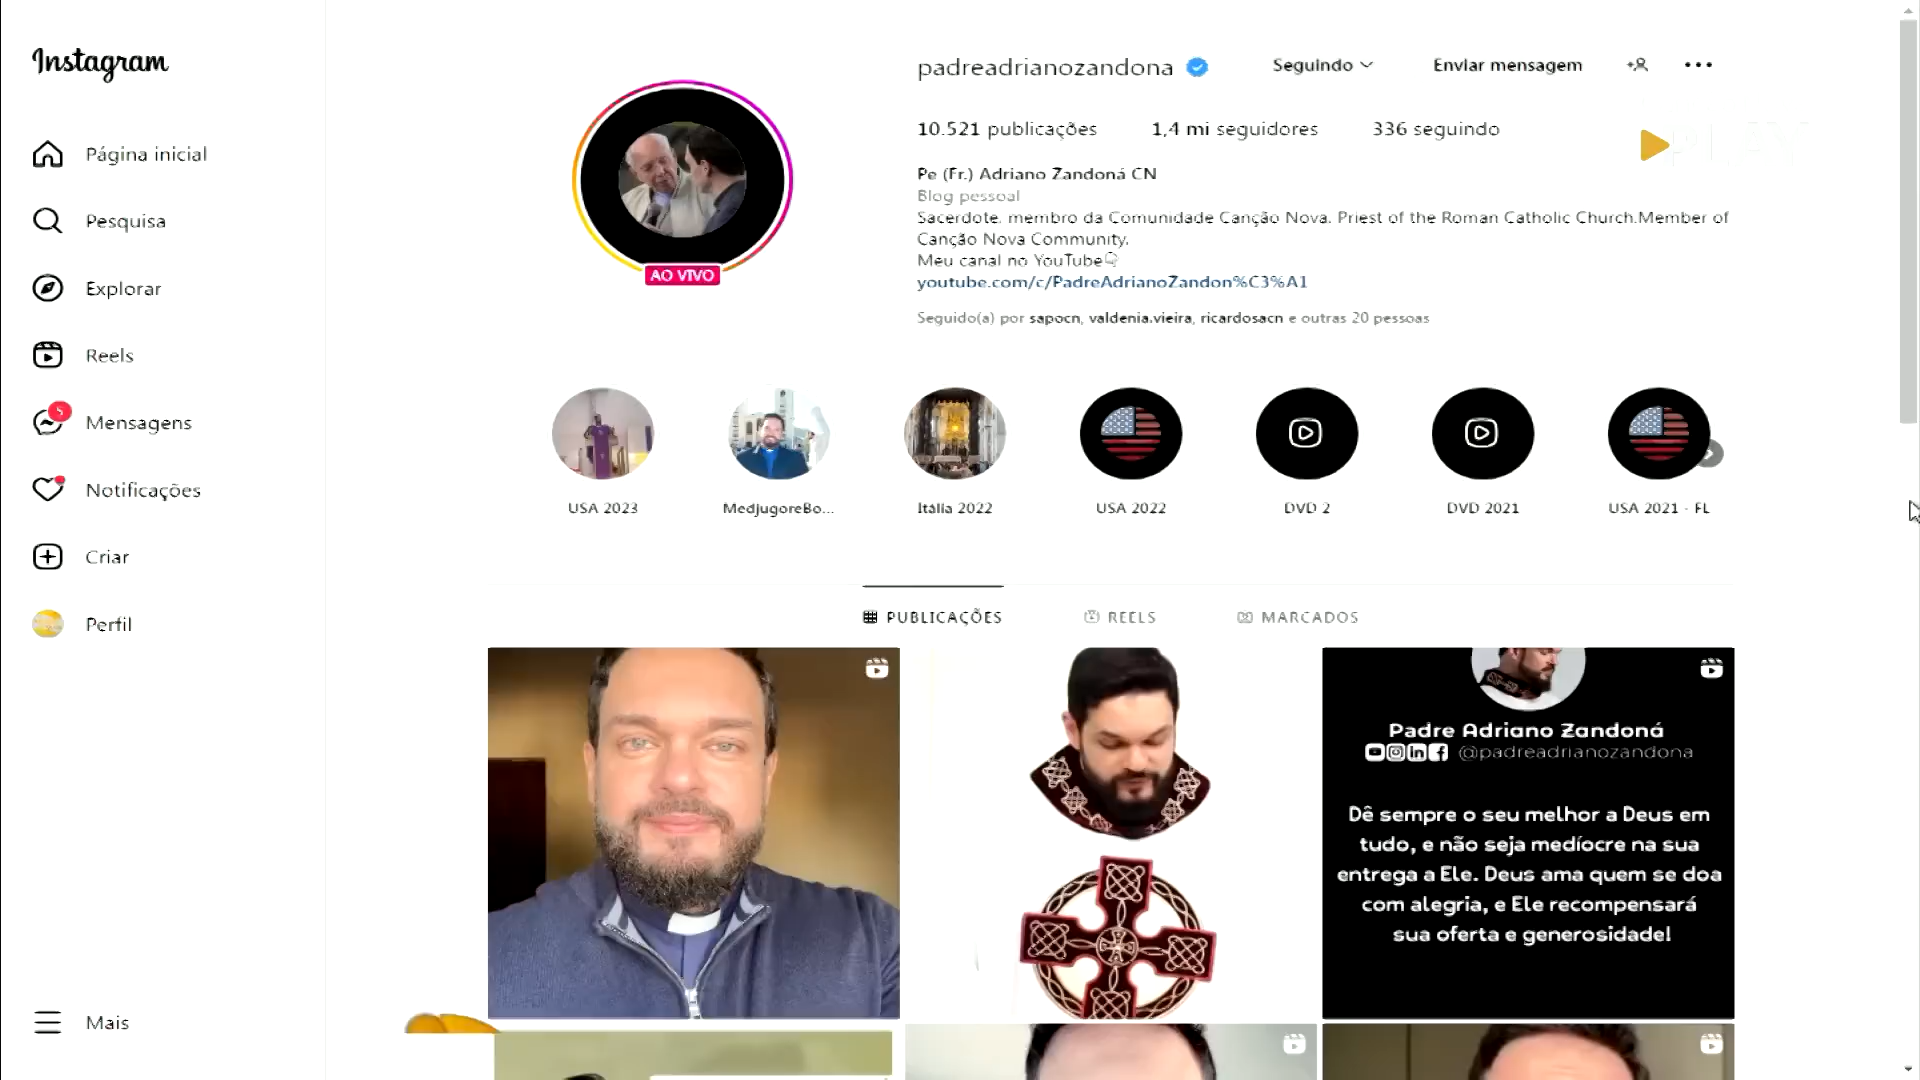 Instagram
Página inicial
Pesquisa
Explorar
Reels
5
Mensagens
Notificações
Criar
Perfil
Mais
padreadrianozandona
Seguindo
Enviar mensagem
10.521 publicações
1,4 mi seguidores
336 seguindo
Pe (Fr.) Adriano Zandoná CN
Blog pessoal
Sacerdote, membro da Comunidade Canção Nova. Priest of the Roman Catholic Church.Member of
Canção Nova Community.
Meu canal no YouTube
youtube.com/c/PadreAdrianoZandon%C3%A1
Seguido(a) por sapocn, valdenia.vieira, ricardosacn e outras 20 pessoas
AO VIVO
USA 2023
MedjugoreBo...
Itália 2022
USA 2022
DVD 2
DVD 2021
USA 2021 - FL
PUBLICAÇÕES
REELS
MARCADOS
Padre Adriano Zandoná
@padreadrianozandona
Dê sempre o seu melhor a Deus em
tudo, e não seja medíocre na sua
entrega a Ele. Deus ama quem se doa
com alegria, e Ele recompensará
sua oferta e generosidade!